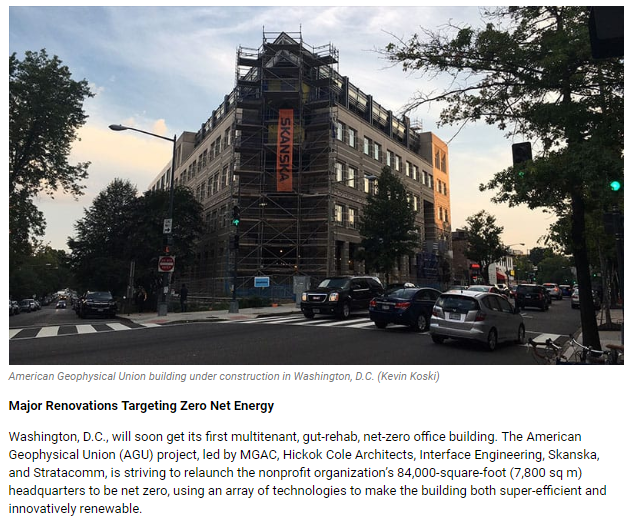 SKANSKA
American Geophysical Union building under construction in Washington, D.C. (Kevin Koski)
Major Renovations Targeting Zero Net Energy
Washington, D.C., will soon get its first multitenant, gut-rehab, net-zero office building. The American
Geophysical Union (AGU) project, led by MGAC, Hickok Cole Architects, Interface Engineering, Skanska,
and Stratacomm, is striving to relaunch the nonprofit organization's 84,000-square-foot (7,800 sq m)
headquarters to be net zero, using an array of technologies to make the building both super-efficient and
innovatively renewable.